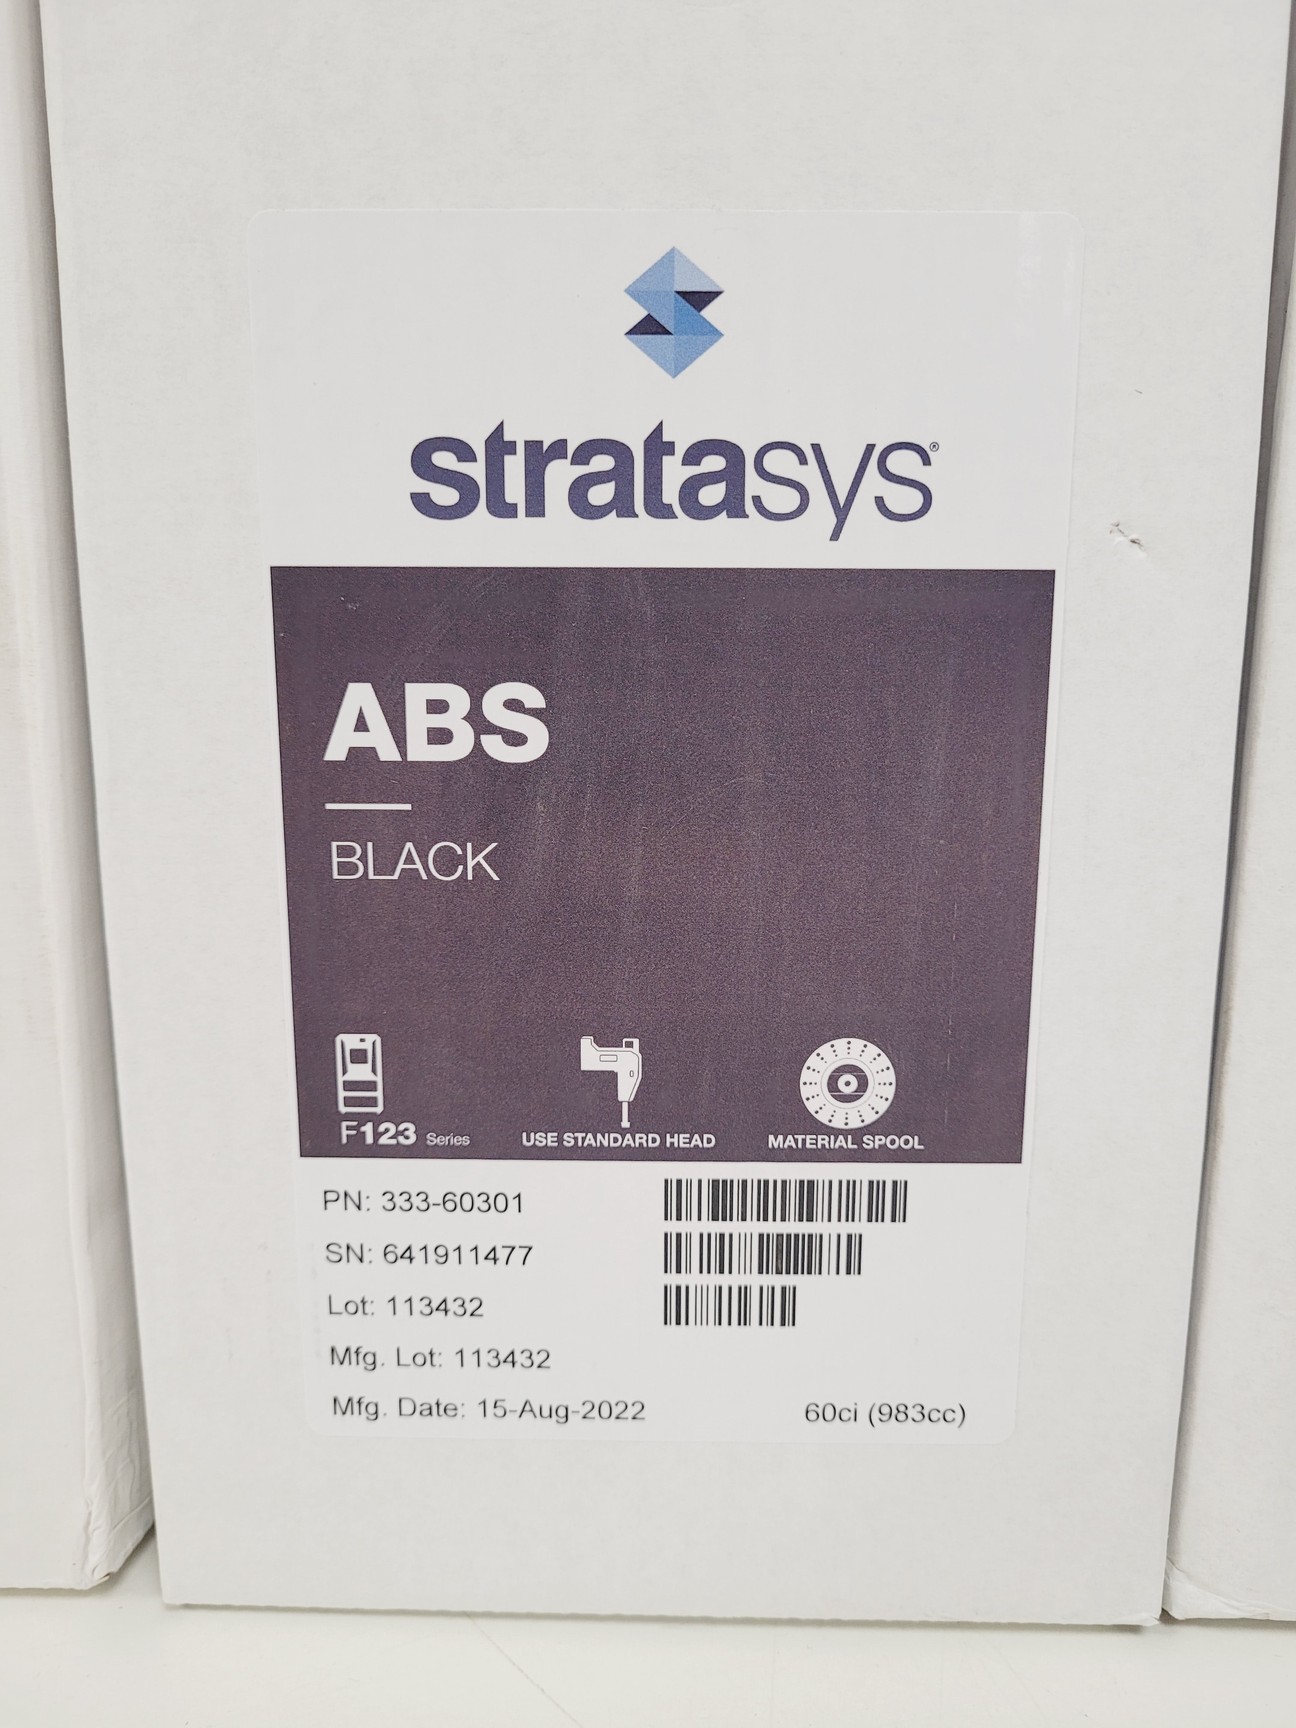 stratasys®
ABS
BLACK
F123 Series
USE STANDARD HEAD
MATERIAL SPOOL
PN: 333-60301
SN: 641911477
Lot: 113432
Mfg. Lot: 113432
Mfg. Date: 15-Aug-2022
60ci (983cc)